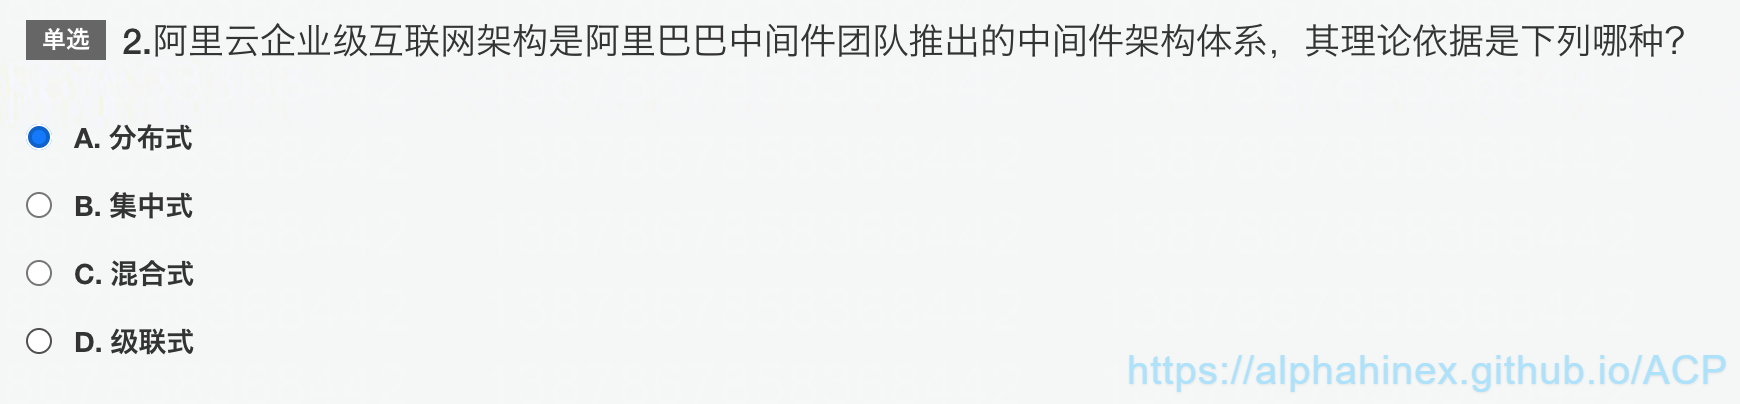 单选 2.阿里云企业级互联网架构是阿里巴巴中间件团队推出的中间件架构体系，其理论依据是下列哪种?
A. 分布式
B. 集中式
C. 混合式
D. 级联式
https://alphahinex.github.io/ACP